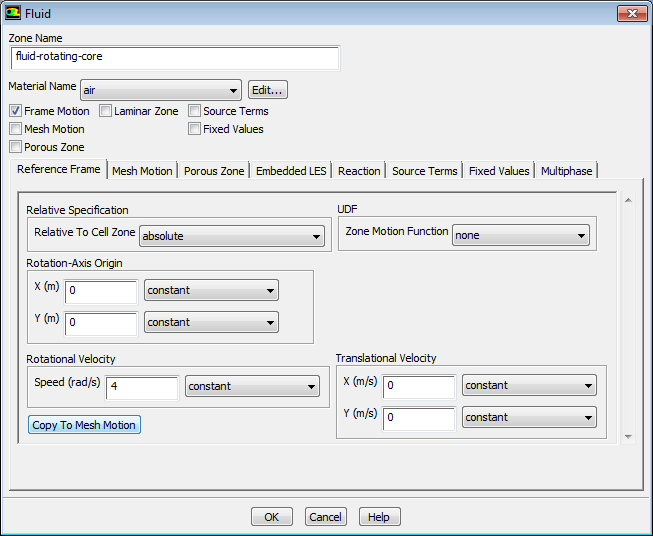 Fluid
Zone Name
fluid-rotating-core
Material Name air Edit...
Frame Motion Laminar Zone Source Terms
Mesh Motion Fixed Values
Porous Zone
Reference Frame Mesh Motion Porous Zone Embedded LES Reaction Source Terms Fixed Values Multiphase
Relative Specification UDF
Relative To Cell Zone absolute Zone Motion Function none
Rotation-Axis Origin
X (m) 0 constant
Y (m) 0 constant
Rotational Velocity Translational Velocity
Speed (rad/s) 4 constant X (m/s) 0 constant
Copy To Mesh Motion Y (m/s) 0 constant
OK Cancel Help